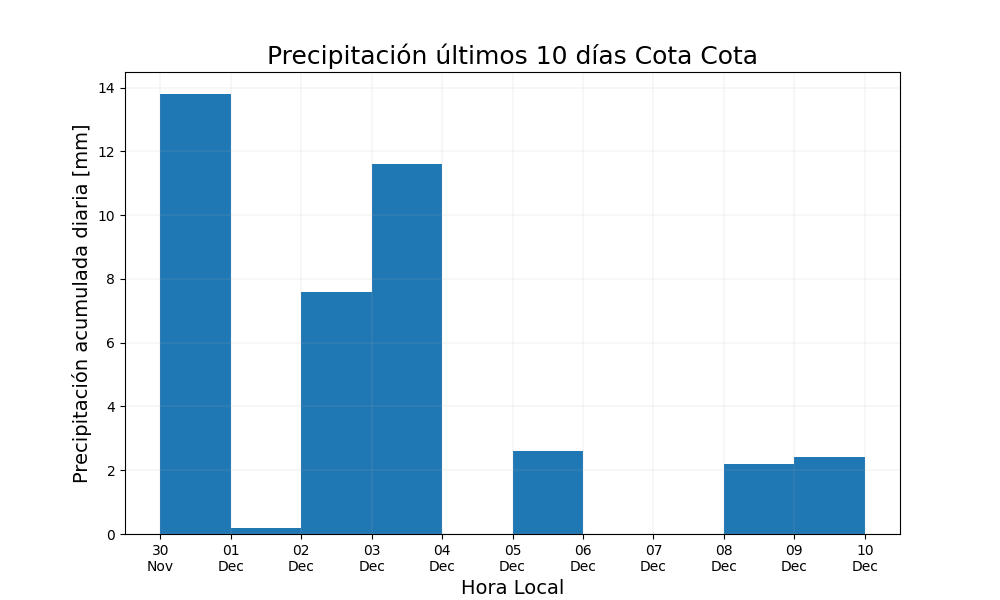 Precipitación últimos 10 días Cota Cota
Precipitación acumulada diaria [mm]
14
12
10
8
6
4
2
0
30 01 02 03 04 05 06 07 08 09 10
Nov Dec Dec Dec Dec Dec Dec Dec Dec Dec Dec
Hora Local